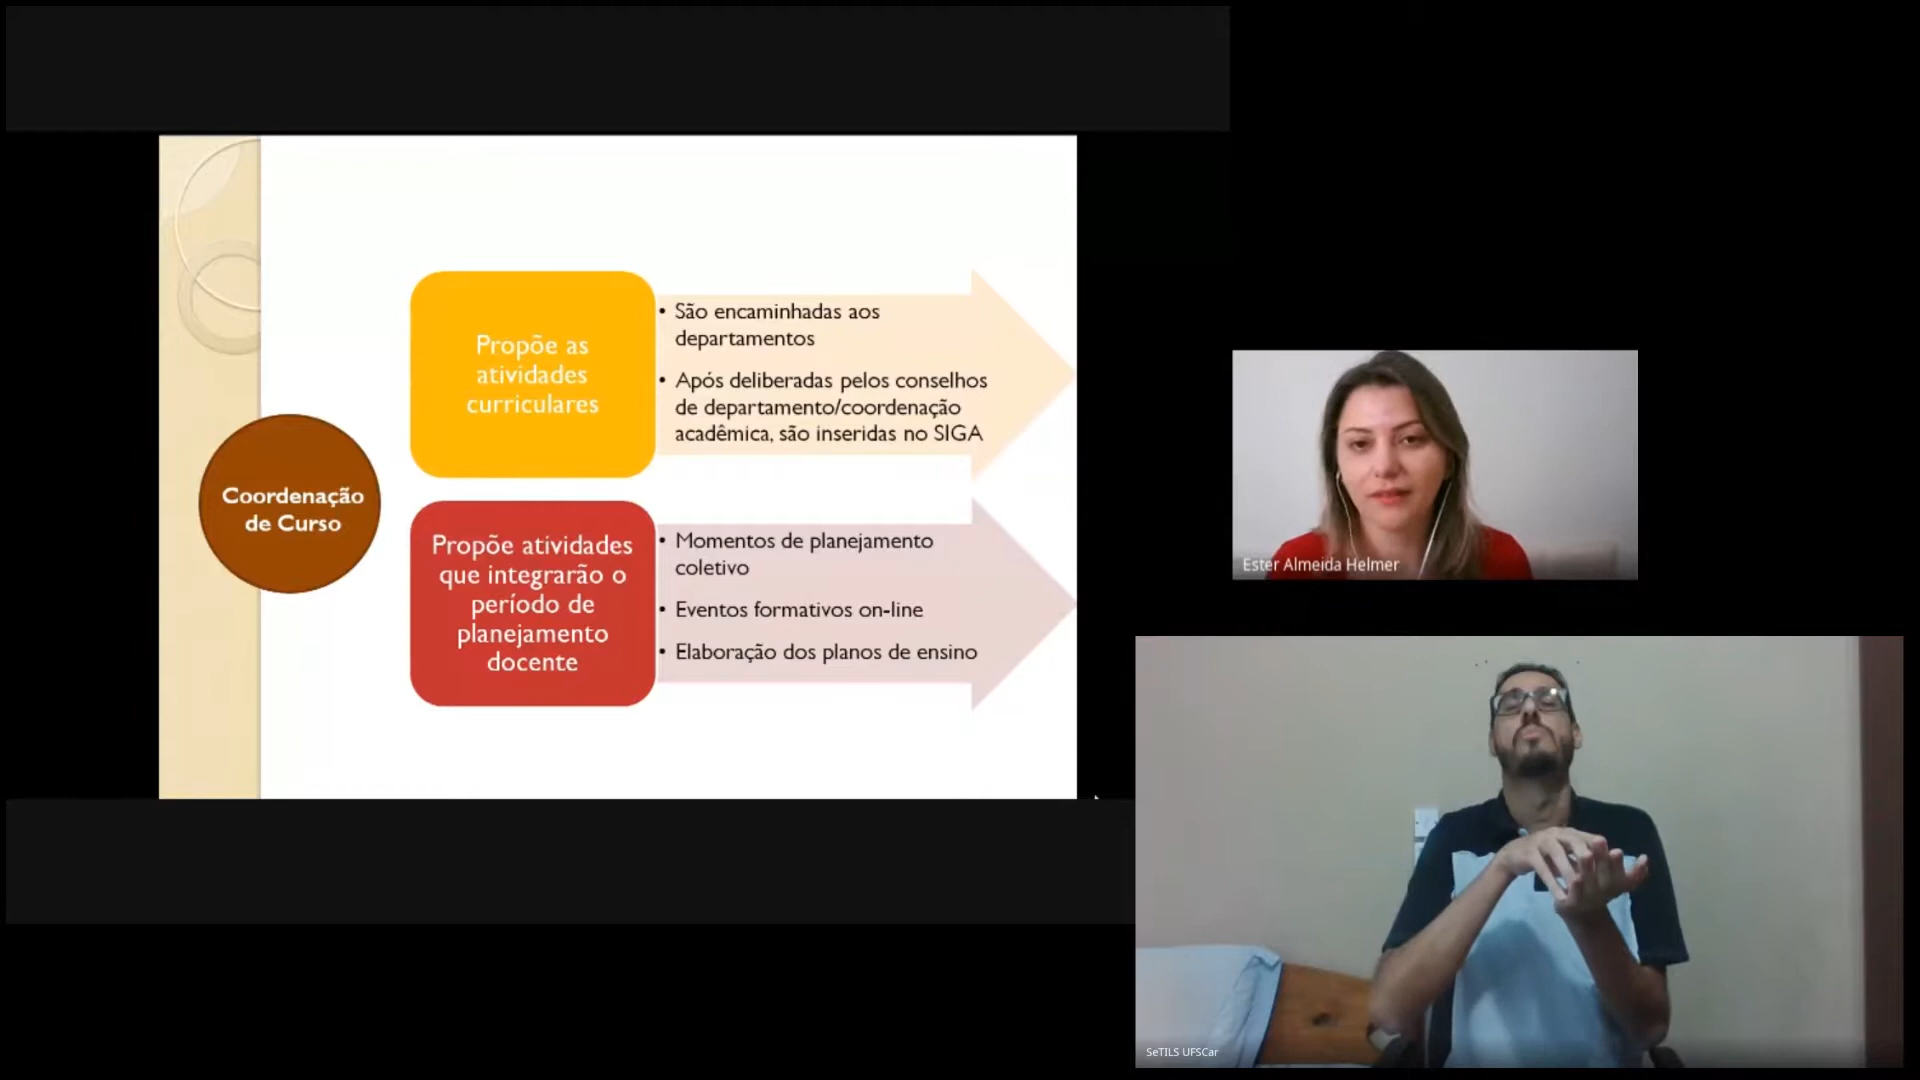 Coordenação
de Curso
Propõe as
atividades
curriculares
• São encaminhadas aos
departamentos
• Após deliberadas pelos conselhos
de departamento/coordenação
acadêmica, são inseridas no SIGA
Propõe atividades
que integrarão o
período de
planejamento
docente
• Momentos de planejamento
coletivo
• Eventos formativos on-line
• Elaboração dos planos de ensino
Ester Almeida Helmer
SeTILS UFSCar